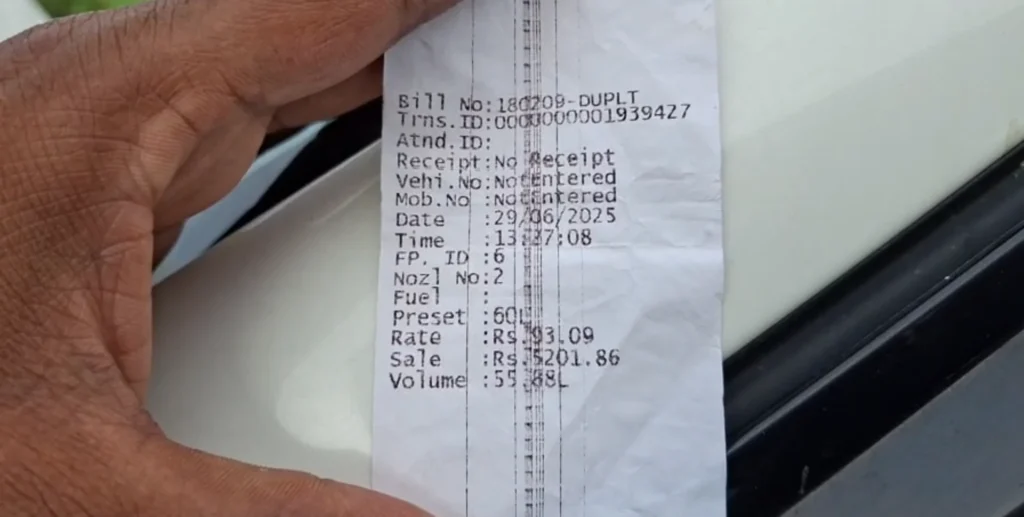 Bill No:180209-DUPLT
Trns.ID:0000000001939427
Atnd.ID:
Receipt:No Receipt
Vehi.No:NotEntered
Mob.No :NotEntered
Date :29/06/2025
Time :13:27:08
FP. ID :6
Nozl No:2
Fuel :
Preset :60L
Rate :Rs.93.09
Sale :Rs.5201.86
Volume :55.88L